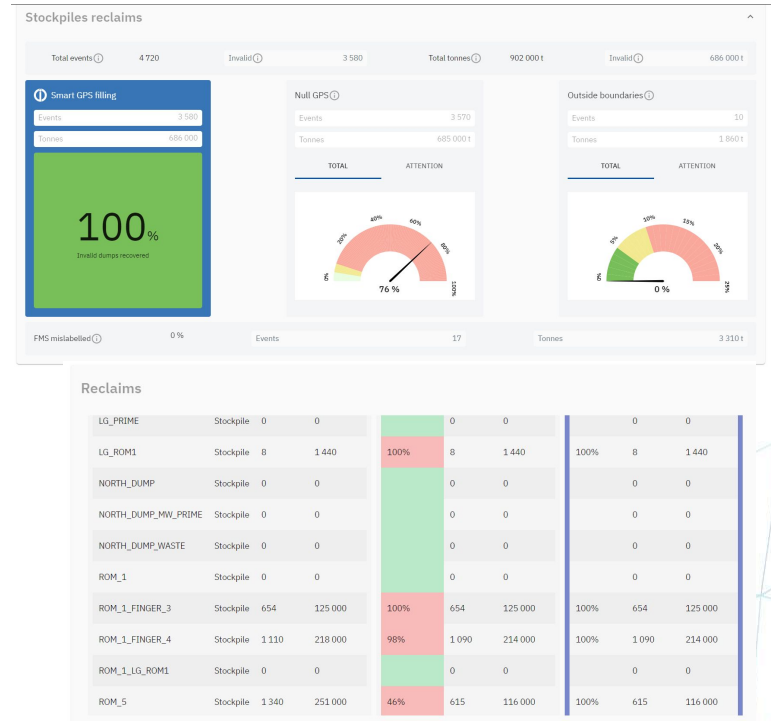 Stockpiles reclaims
Total events 4 720 Invalid 3 580 Total tonnes 902 000 t Invalid 686 000 t
Smart GPS filling
Events 3 580
Tonnes 686 000
100%
Invalid dumps recovered
Null GPS
Events 3 570
Tonnes 685 000 t
TOTAL ATTENTION
0% 20% 40% 60% 80% 100%
76 %
Outside boundaries
Events 10
Tonnes 1 860 t
TOTAL ATTENTION
0% 5% 10% 15% 20% 25%
0 %
FMS mislabelled 0 % Events 17 Tonnes 3 310 t
Reclaims
LG_PRIME Stockpile 0 0 0 0 0 0
LG_ROM1 Stockpile 8 1 440 100% 8 1 440 100% 8 1 440
NORTH_DUMP Stockpile 0 0 0 0 0 0
NORTH_DUMP_MW_PRIME Stockpile 0 0 0 0 0 0
NORTH_DUMP_WASTE Stockpile 0 0 0 0 0 0
ROM_1 Stockpile 0 0 0 0 0 0
ROM_1_FINGER_3 Stockpile 654 125 000 100% 654 125 000 100% 654 125 000
ROM_1_FINGER_4 Stockpile 1 110 218 000 98% 1 090 214 000 100% 1 090 214 000
ROM_1_LG_ROM1 Stockpile 0 0 0 0 0 0
ROM_5 Stockpile 1 340 251 000 46% 615 116 000 100% 615 116 000